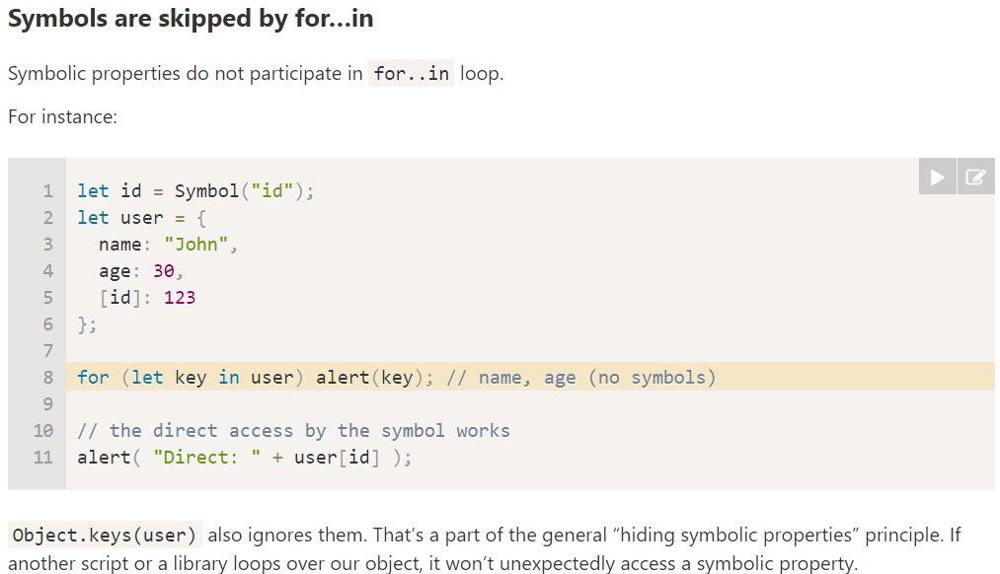 Symbols are skipped by for…in
Symbolic properties do not participate in for..in loop.
For instance:
1 let id = Symbol("id");
2 let user = {
3   name: "John",
4   age: 30,
5   [id]: 123
6 };
7
8 for (let key in user) alert(key); // name, age (no symbols)
9
10 // the direct access by the symbol works
11 alert( "Direct: " + user[id] );
Object.keys(user) also ignores them. That’s a part of the general “hiding symbolic properties” principle. If
another script or a library loops over our object, it won’t unexpectedly access a symbolic property.